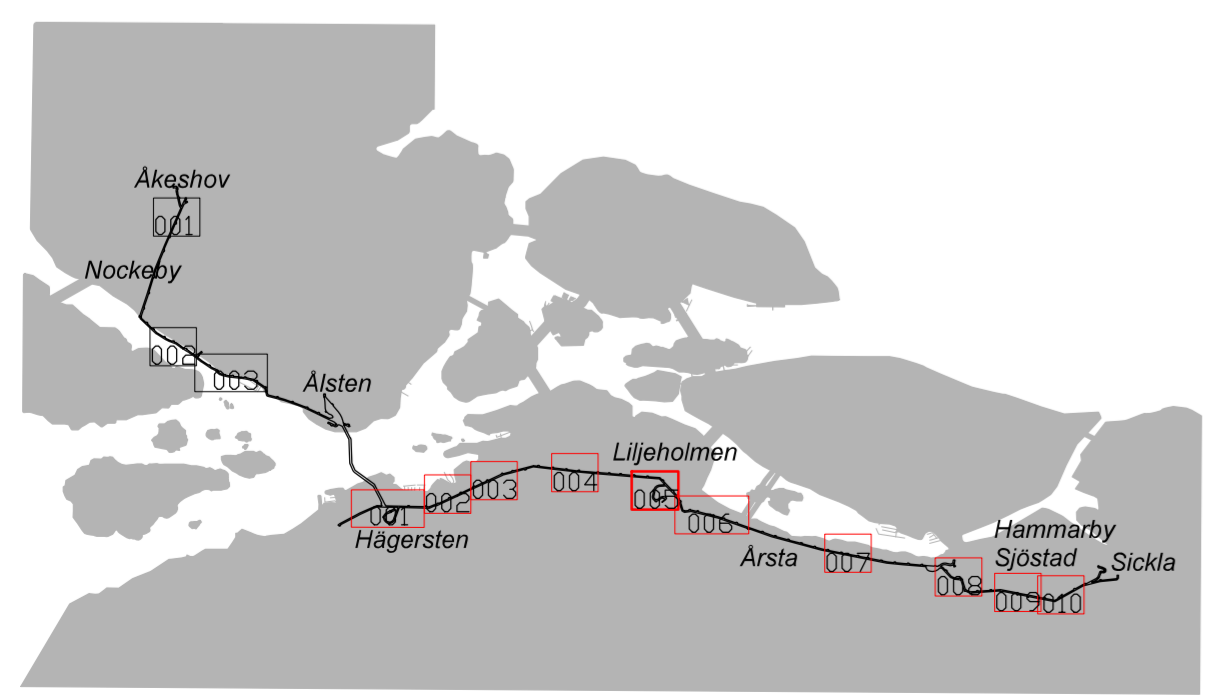 Åkeshov
001
Nockeby
002
003
Ålsten
Liljeholmen
004
003
002
005
001
006
Hägersten
Årsta
007
Hammarby
Sjöstad
Sickla
008
009
010